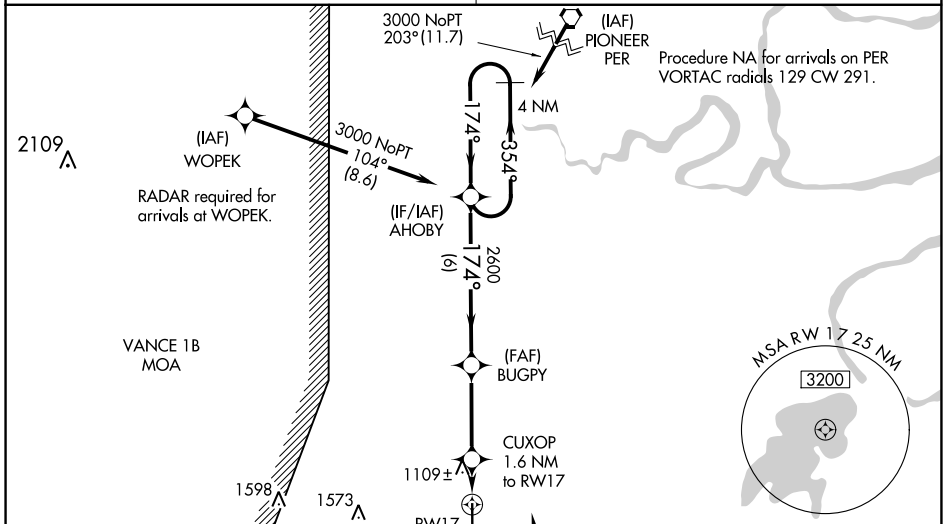 3000 NoPT
203° (11.7)
(IAF)
PIONEER
PER
Procedure NA for arrivals on PER
VORTAC radials 129 CW 291.
4 NM
174°
354°
2109
(IAF)
WOPEK
3000 NoPT
104°
(8.6)
RADAR required for
arrivals at WOPEK.
(IF/IAF)
AHOBY
2600
174°
(6)
VANCE 1B
MOA
(FAF)
BUGPY
MSA RW 17 25 NM
3200
CUXOP
1.6 NM
to RW17
1109±
1598
1573
RW17